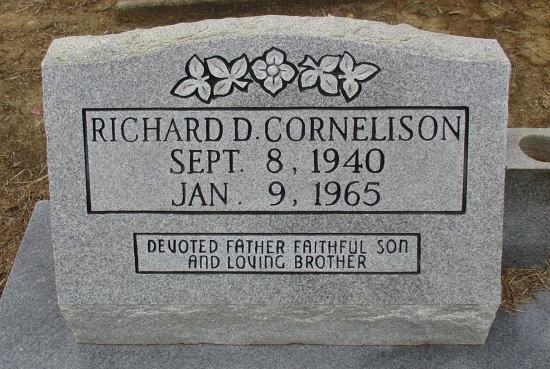 RICHARD D. CORNELISON
SEPT. 8, 1940
JAN. 9, 1965
DEVOTED FATHER FAITHFUL SON
AND LOVING BROTHER